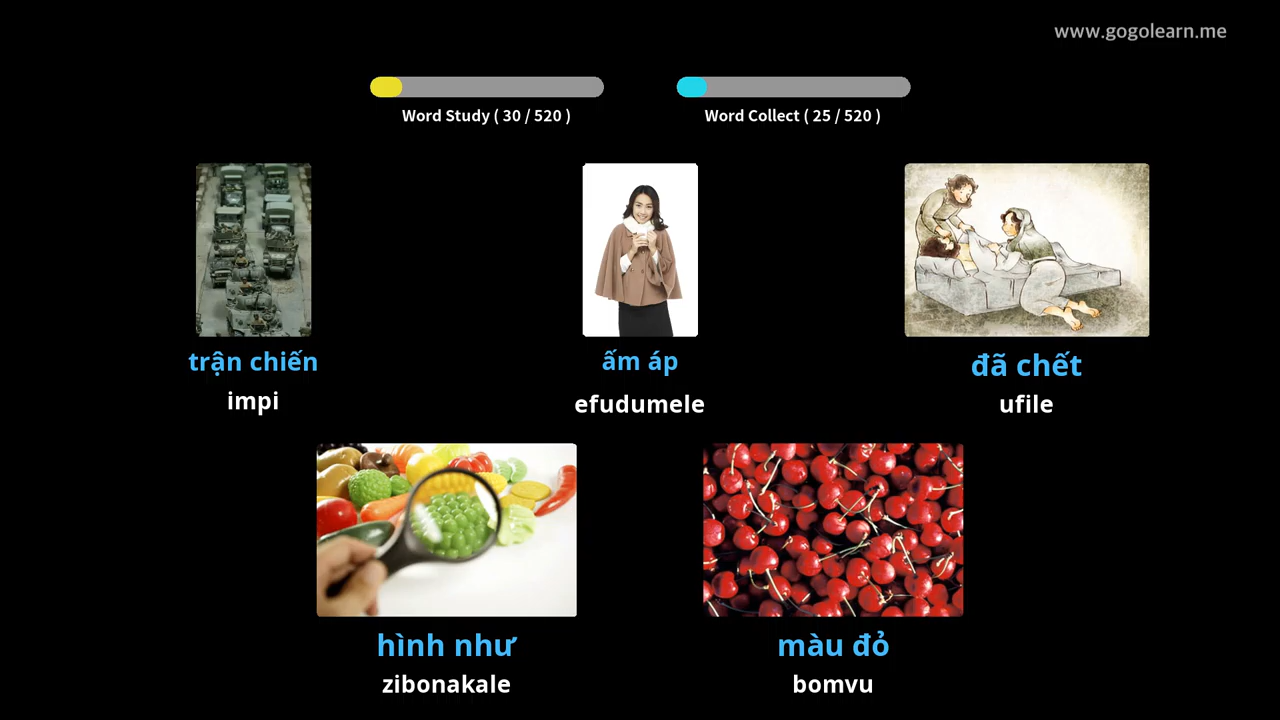 www.gogolearn.me
Word Study ( 30 / 520 )
Word Collect ( 25 / 520 )
trận chiến
impi
ấm áp
efudumele
đã chết
ufile
hình như
zibonakale
màu đỏ
bomvu